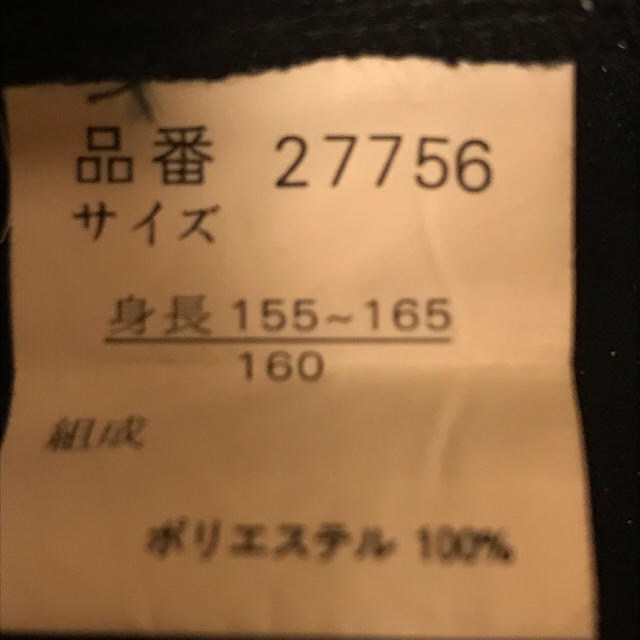 品番 27756
サイズ
身長 155~165
160
組成
ポリエステル 100%